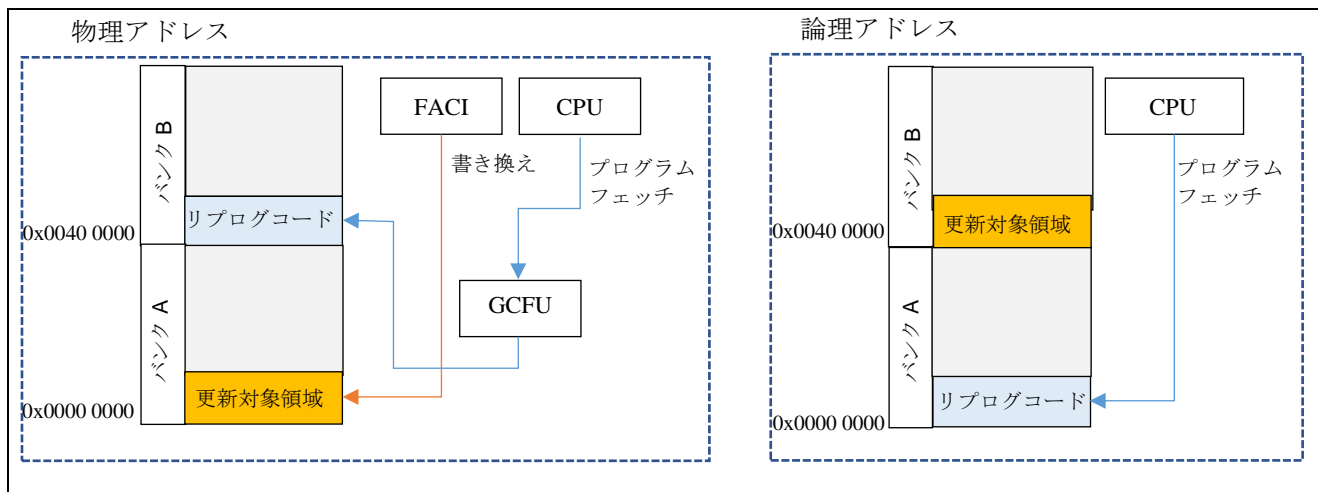 物理アドレス
バンク B
リプログコード
0x0040 0000
バンク A
更新対象領域
0x0000 0000
FACI
CPU
書き換え
プログラム
フェッチ
GCFU
論理アドレス
バンク B
更新対象領域
0x0040 0000
バンク A
リプログコード
0x0000 0000
CPU
プログラム
フェッチ